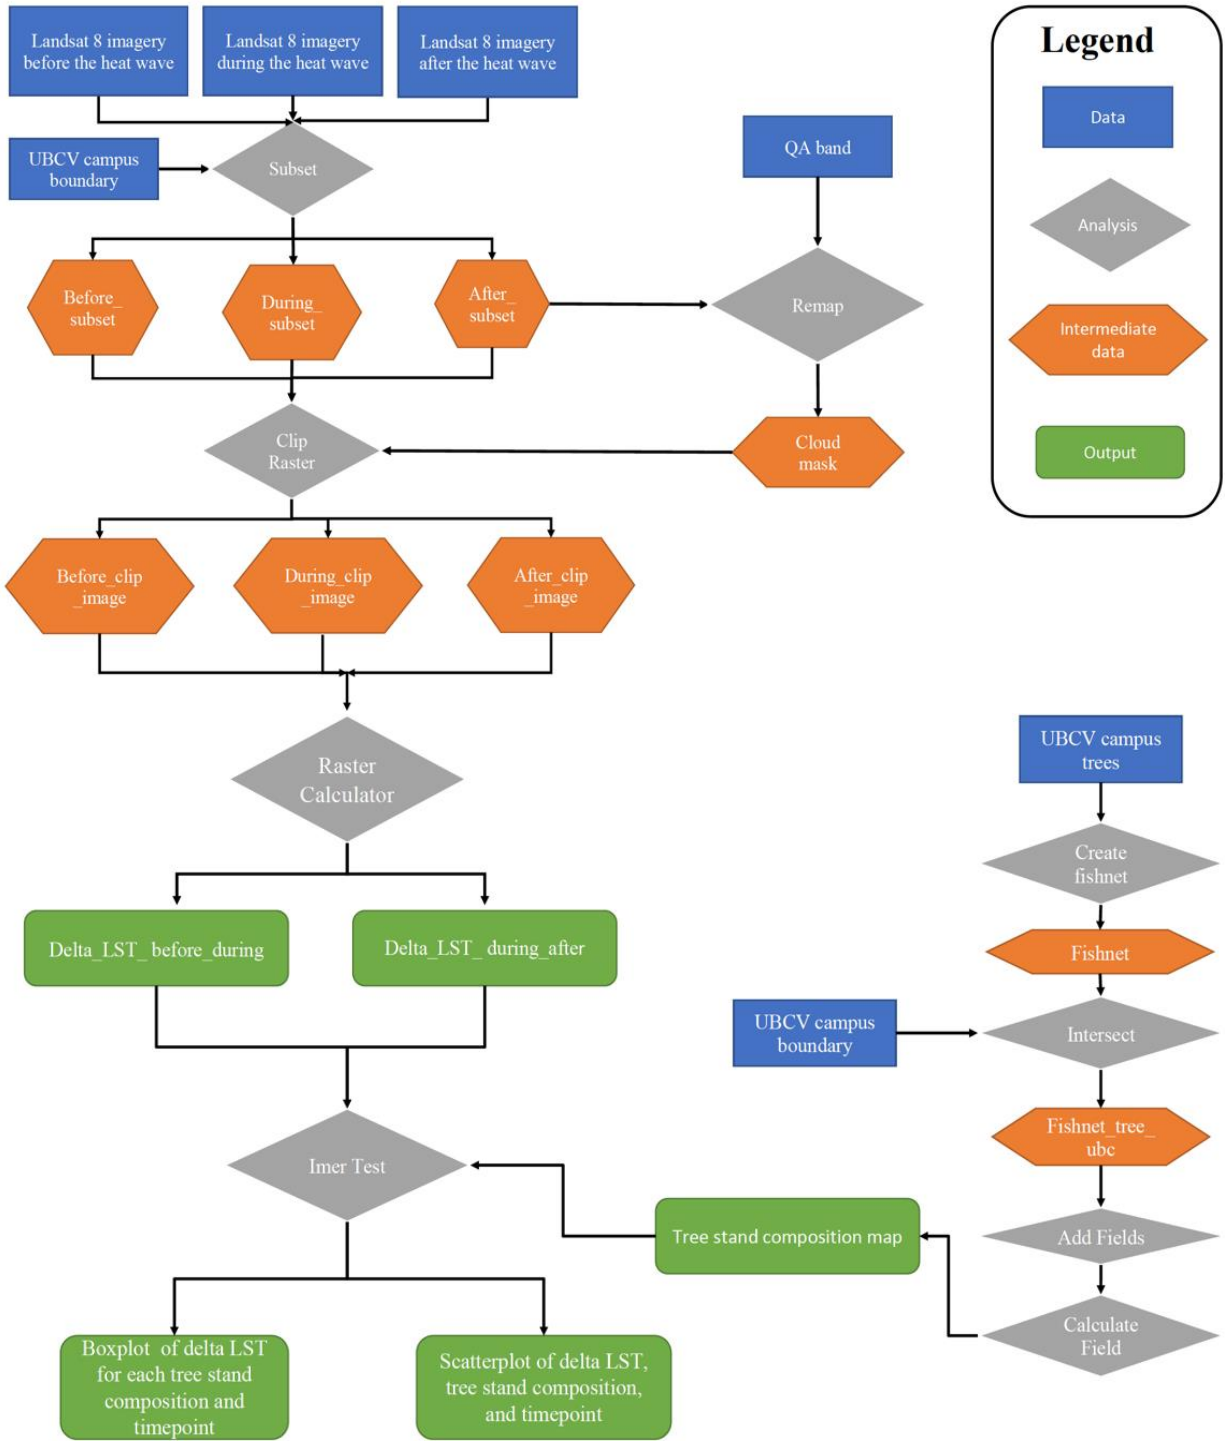 Landsat 8 imagery
before the heat wave
Landsat 8 imagery
during the heat wave
Landsat 8 imagery
after the heat wave
Legend
Data
Analysis
Intermediate
data
Output
UBCV campus
boundary
Subset
QA band
Before_
subset
During_
subset
After_
subset
Remap
Clip
Raster
Cloud
mask
Before_clip
_image
During_clip
_image
After_clip
_image
Raster
Calculator
UBCV campus
trees
Create
fishnet
Delta_LST_ before_during
Delta_LST_ during_after
Fishnet
UBCV campus
boundary
Intersect
Fishnet_tree_
ubc
Imer Test
Tree stand composition map
Add Fields
Calculate
Field
Boxplot of delta LST
for each tree stand
composition and
timepoint
Scatterplot of delta LST,
tree stand composition,
and timepoint